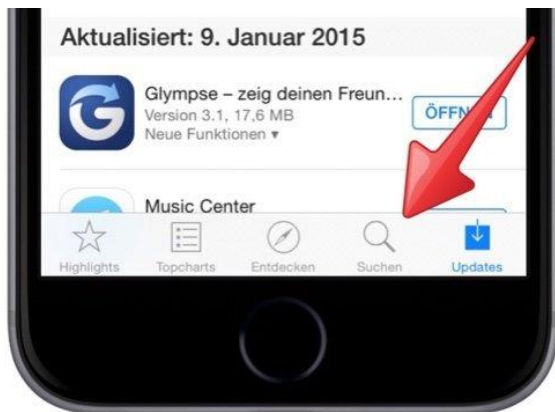 Aktualisiert: 9. Januar 2015
Glympse – zeig deinen Freun...
Version 3.1, 17,6 MB
Neue Funktionen ▾
Music Center
Highlights
Topcharts
Entdecken
Suchen
Updates